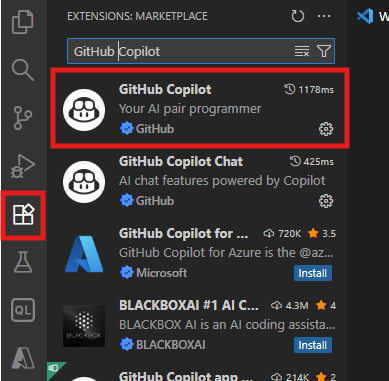 EXTENSIONS: MARKETPLACE
GitHub Copilot
GitHub Copilot
1178ms
Your AI pair programmer
GitHub
GitHub Copilot Chat
425ms
AI chat features powered by Copilot
GitHub
GitHub Copilot for ...
720K
3.5
GitHub Copilot for Azure is the @az...
Microsoft
Install
BLACKBOXAI #1 AI C...
4.3M
4
BLACKBOX AI is an AI coding assista...
BLACKBOXAI
Install
GitHub Copilot app ...
214K
2
QL
BLACKBOX
W